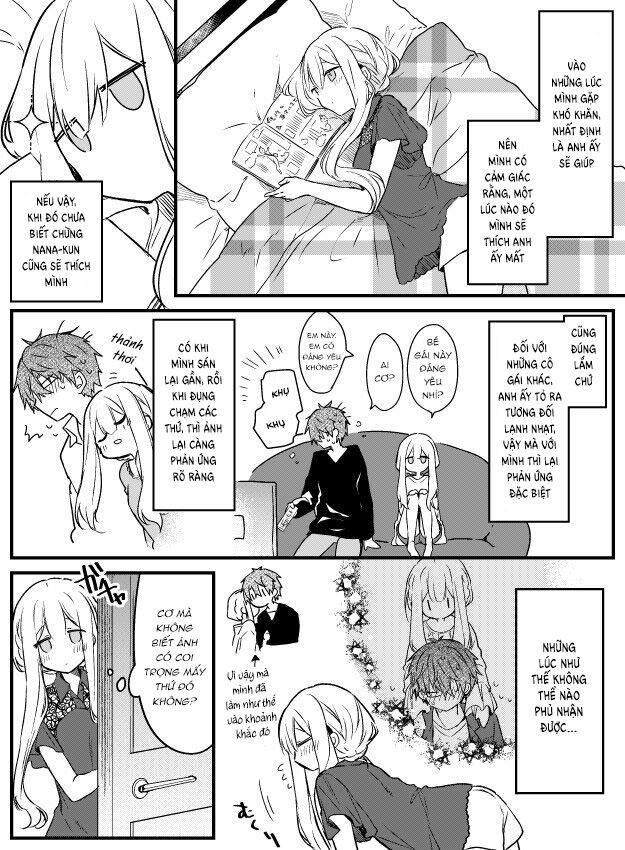 VÀO
NHỮNG LÚC
MÌNH GẶP
KHÓ KHĂN,
NHẤT ĐỊNH
LÀ ANH ẤY
SẼ GIÚP
NÊN
MÌNH CÓ
CẢM GIÁC
RẰNG, MỘT
LÚC NÀO ĐÓ
MÌNH SẼ
THÍCH ANH
ẤY MẤT
NẾU VẬY,
KHI ĐÓ CHƯA
BIẾT CHỪNG
NANA-KUN
CŨNG SẼ THÍCH
MÌNH
CŨNG
ĐÚNG LẮM
CHỨ
ĐỐI VỚI
NHỮNG CÔ
GÁI KHÁC,
ANH ẤY TỎ RA
TƯƠNG ĐỐI
LẠNH NHẠT,
VẬY MÀ VỚI
MÌNH THÌ LẠI
PHẢN ỨNG
ĐẶC BIỆT
BÉ
GÁI NÀY
ĐÁNG
YÊU
NHỈ?
AI
CƠ?
EM NÀY,
EM CÓ
ĐÁNG YÊU
KHÔNG?
KHỤ
KHỤ
CÓ KHI
MÌNH SÁN
LẠI GẦN, RỒI
KHI ĐỤNG
CHẠM CÁC
THỨ, THÌ ẢNH
LẠI CÀNG
PHẢN ỨNG
RÕ RÀNG
thảnh
thơi
NHỮNG
LÚC NHƯ
THẾ KHÔNG
THỂ NÀO
PHỦ NHẬN
ĐƯỢC...
Vì vậy mà
mình đã
làm như thế
vào khoảnh
khắc đó
むくり
CƠ MÀ
KHÔNG
BIẾT ẢNH
CÓ COI
TRỌNG MẤY
THỨ ĐÓ
KHÔNG?
ガチャ